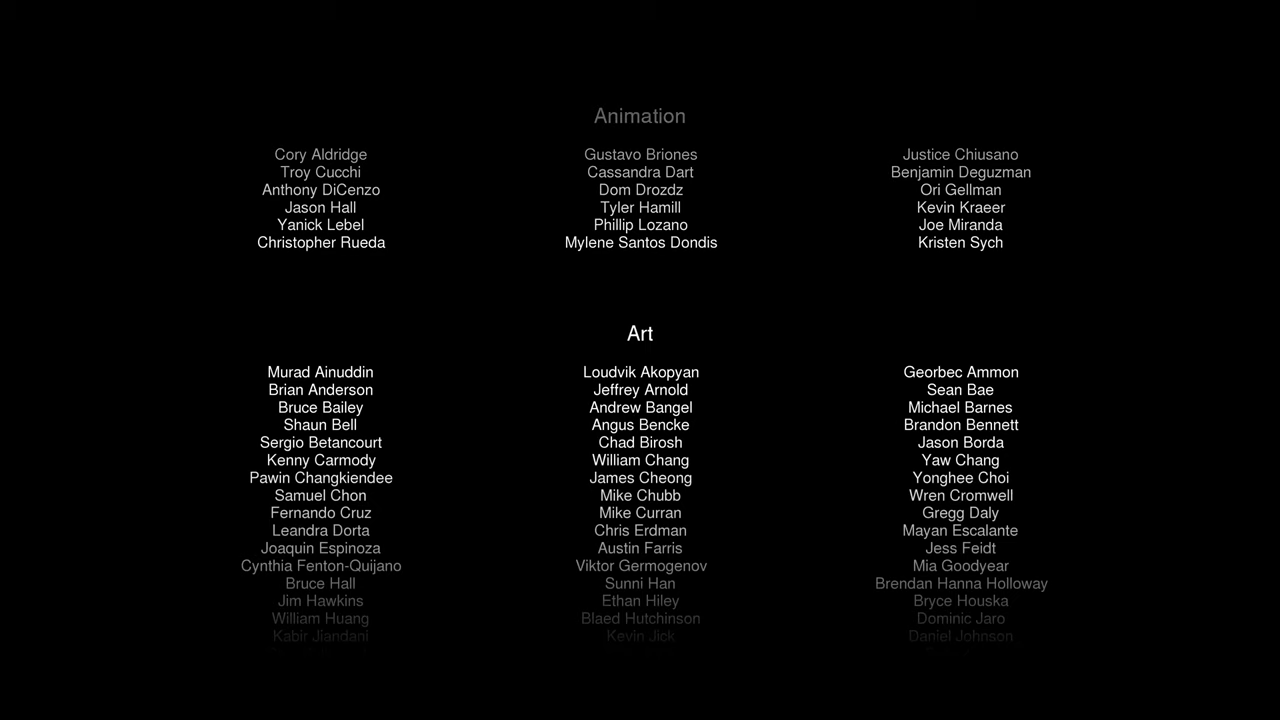 Animation
Cory Aldridge Gustavo Briones Justice Chiusano
Troy Cucchi Cassandra Dart Benjamin Deguzman
Anthony DiCenzo Dom Drozdz Ori Gellman
Jason Hall Tyler Hamill Kevin Kraeer
Yanick Lebel Phillip Lozano Joe Miranda
Christopher Rueda Mylene Santos Dondis Kristen Sych
Art
Murad Ainuddin Loudvik Akopyan Georbec Ammon
Brian Anderson Jeffrey Arnold Sean Bae
Bruce Bailey Andrew Bangel Michael Barnes
Shaun Bell Angus Bencke Brandon Bennett
Sergio Betancourt Chad Birosh Jason Borda
Kenny Carmody William Chang Yaw Chang
Pawin Changkiendee James Cheong Yonghee Choi
Samuel Chon Mike Chubb Wren Cromwell
Fernando Cruz Mike Curran Gregg Daly
Leandra Dorta Chris Erdman Mayan Escalante
Joaquin Espinoza Austin Farris Jess Feidt
Cynthia Fenton-Quijano Viktor Germogenov Mia Goodyear
Bruce Hall Sunni Han Brendan Hanna Holloway
Jim Hawkins Ethan Hiley Bryce Houska
William Huang Blaed Hutchinson Dominic Jaro
Kabir Jiandani Kevin Jick Daniel Johnson